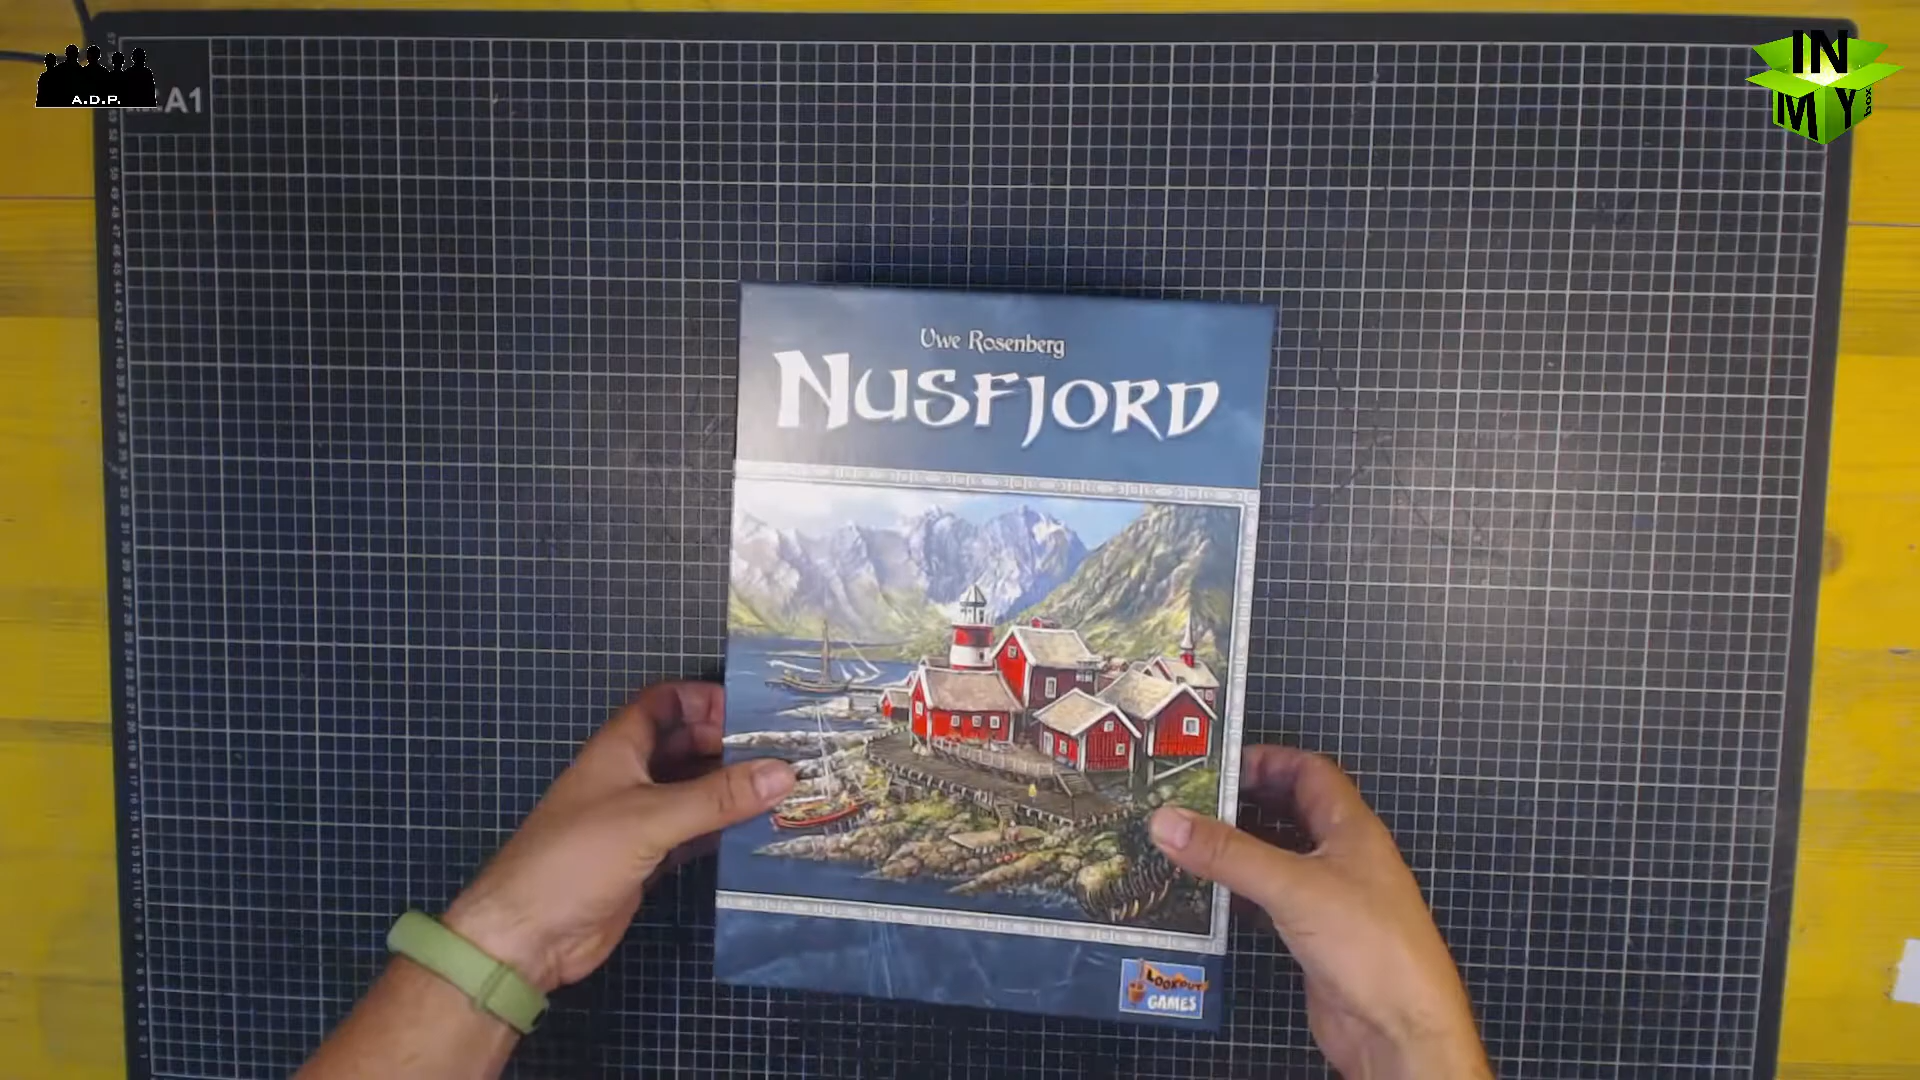 A.D.P.
A1
IN
MY
BOX
Uwe Rosenberg
NUSFJORD
LOOKOUT
GAMES